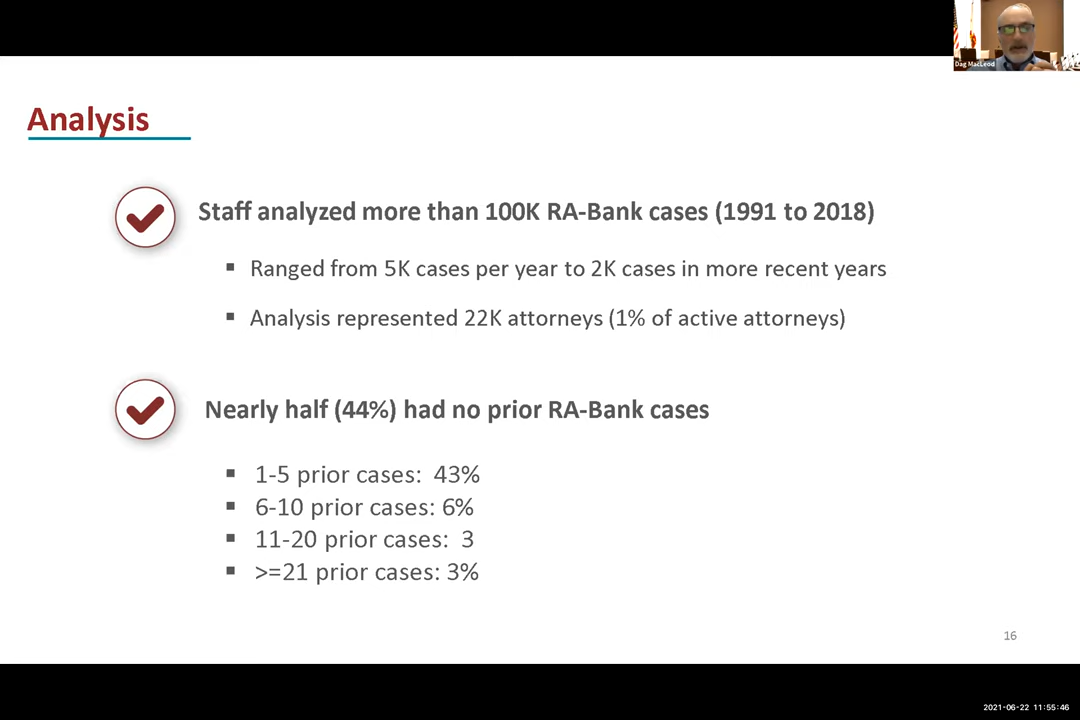 Dag MacLeod
Analysis
Staff analyzed more than 100K RA-Bank cases (1991 to 2018)
▪ Ranged from 5K cases per year to 2K cases in more recent years
▪ Analysis represented 22K attorneys (1% of active attorneys)
Nearly half (44%) had no prior RA-Bank cases
▪ 1-5 prior cases: 43%
▪ 6-10 prior cases: 6%
▪ 11-20 prior cases: 3
▪ >=21 prior cases: 3%
16
2021-06-22 11:55:46